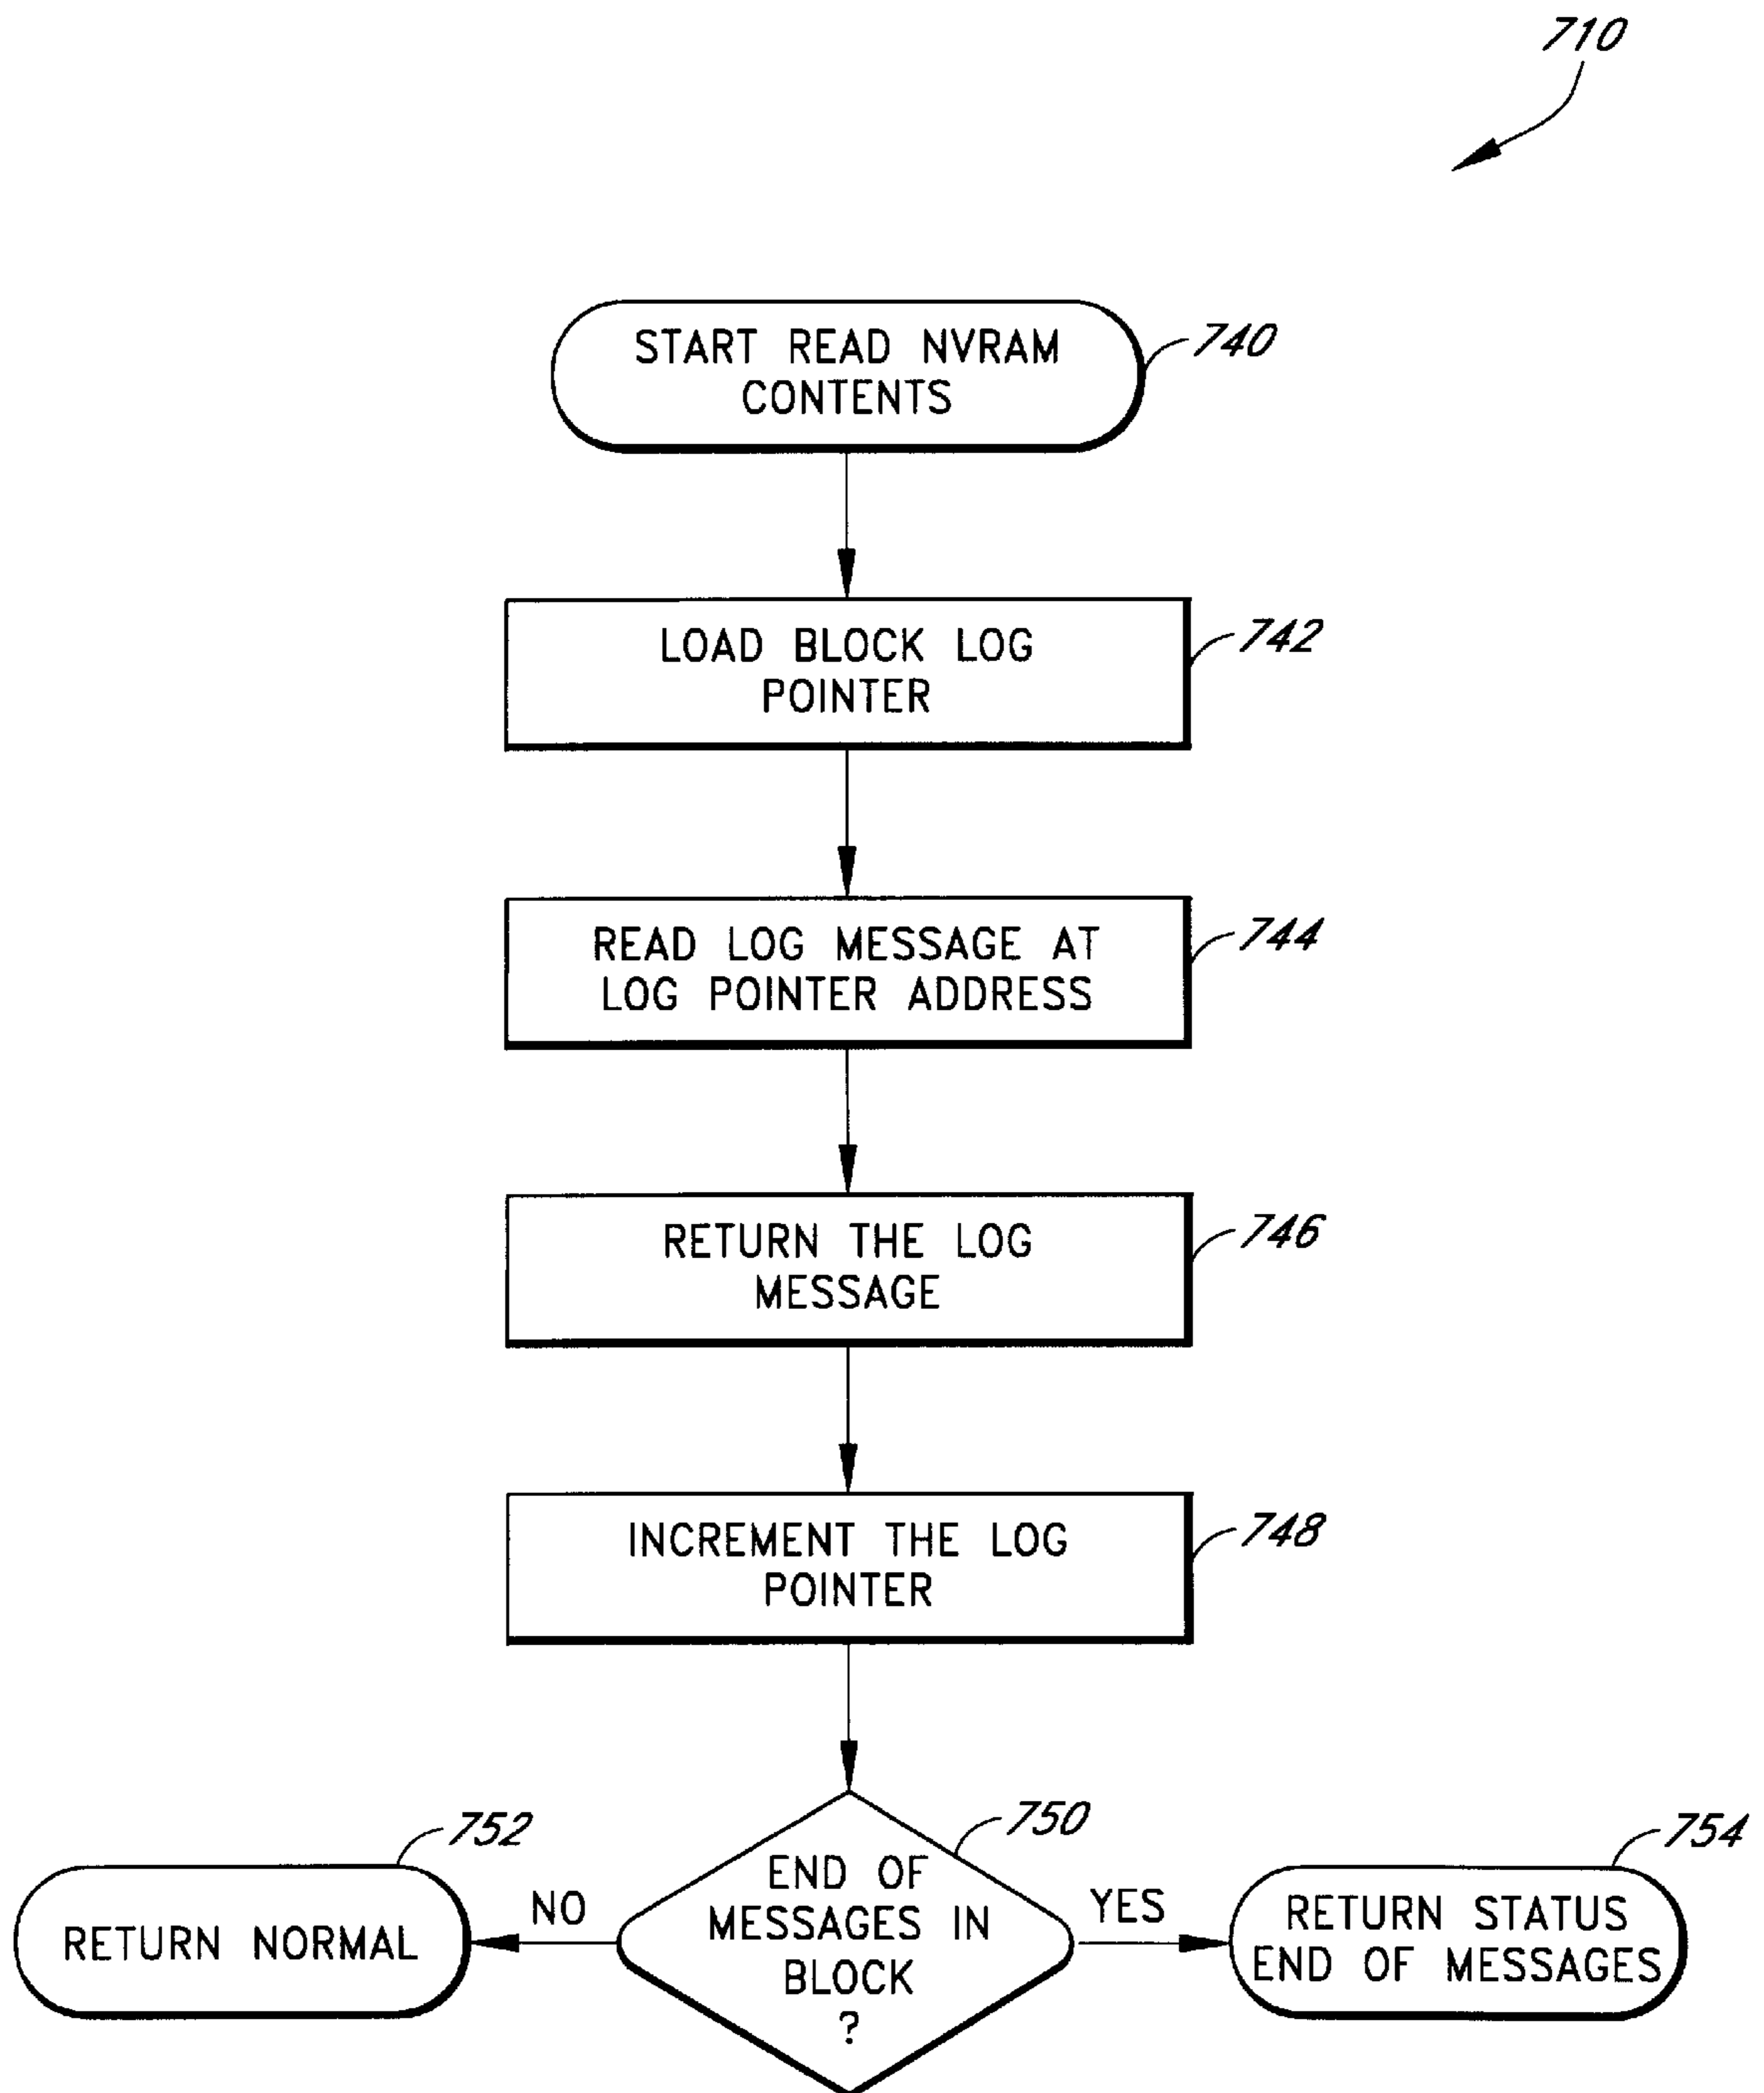 710
START READ NVRAM
CONTENTS
740
LOAD BLOCK LOG
POINTER
742
READ LOG MESSAGE AT
LOG POINTER ADDRESS
744
RETURN THE LOG
MESSAGE
746
INCREMENT THE LOG
POINTER
748
752
RETURN NORMAL
NO
750
END OF
MESSAGES IN
BLOCK
?
YES
754
RETURN STATUS
END OF MESSAGES